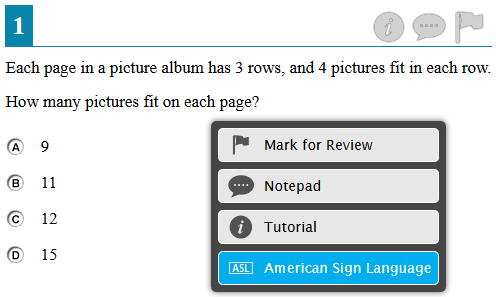 1
Each page in a picture album has 3 rows, and 4 pictures fit in each row.
How many pictures fit on each page?
A 9
B 11
C 12
D 15
Mark for Review
Notepad
i Tutorial
ASL American Sign Language